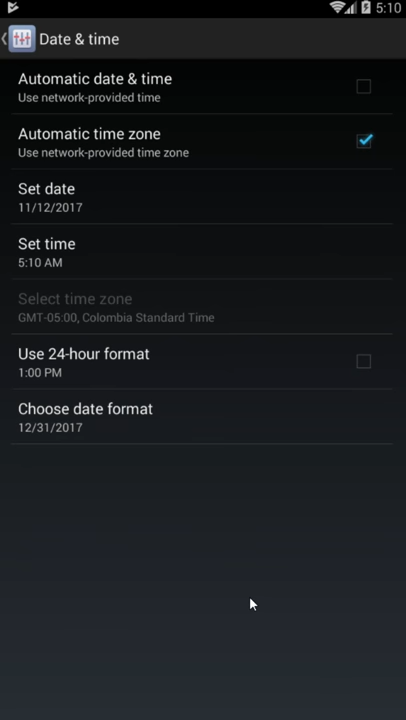 5:10
Date & time
Automatic date & time
Use network-provided time
Automatic time zone
Use network-provided time zone
Set date
11/12/2017
Set time
5:10 AM
Select time zone
GMT-05:00, Colombia Standard Time
Use 24-hour format
1:00 PM
Choose date format
12/31/2017